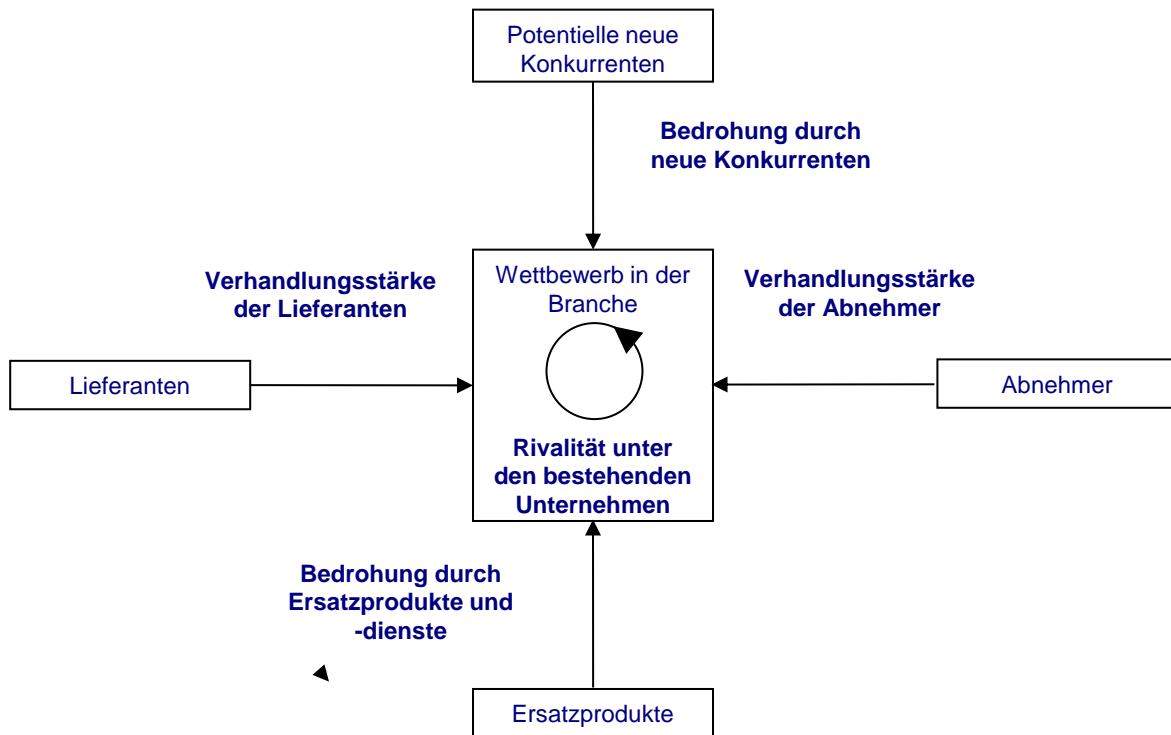 Potentielle neue
Konkurrenten
Bedrohung durch
neue Konkurrenten
Verhandlungsstärke
der Lieferanten
Wettbewerb in der
Branche
Verhandlungsstärke
der Abnehmer
Lieferanten
Abnehmer
Rivalität unter
den bestehenden
Unternehmen
Bedrohung durch
Ersatzprodukte und
-dienste
Ersatzprodukte